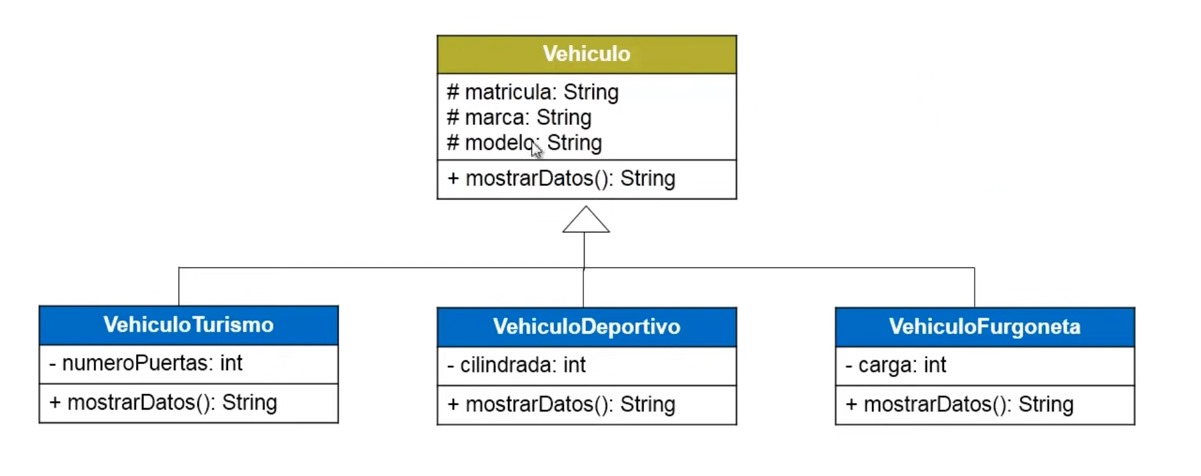 Vehiculo
# matricula: String
# marca: String
# modelo: String
+ mostrarDatos(): String
VehiculoTurismo
- numeroPuertas: int
+ mostrarDatos(): String
VehiculoDeportivo
- cilindrada: int
+ mostrarDatos(): String
VehiculoFurgoneta
- carga: int
+ mostrarDatos(): String